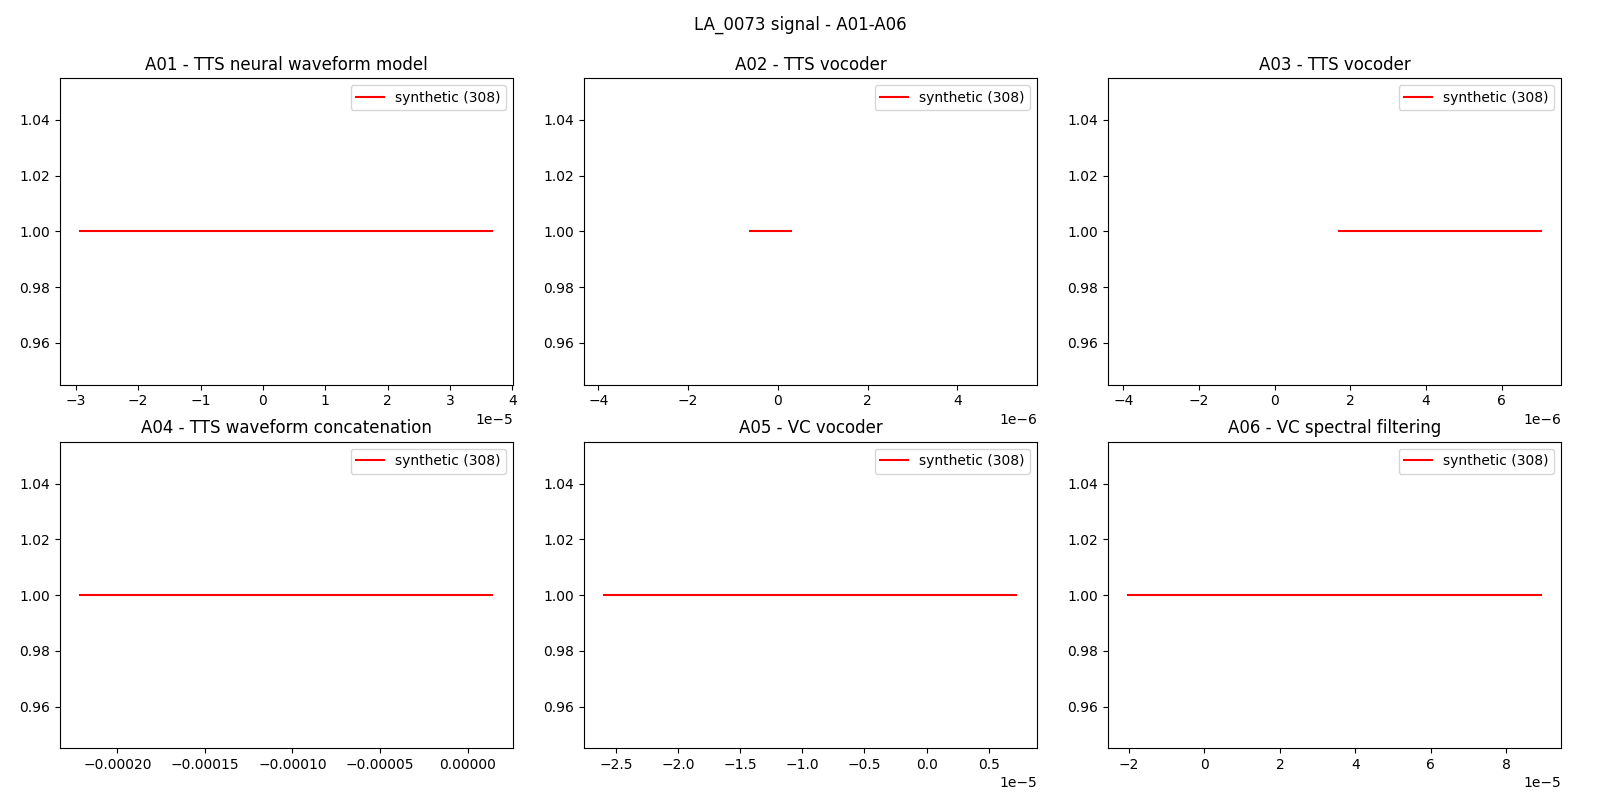 LA_0073 signal - A01-A06
A01 - TTS neural waveform model
synthetic (308)
1.04
1.02
1.00
0.98
0.96
−3 −2 −1 0 1 2 3 4
1e−5
A02 - TTS vocoder
synthetic (308)
1.04
1.02
1.00
0.98
0.96
−4 −2 0 2 4
1e−6
A03 - TTS vocoder
synthetic (308)
1.04
1.02
1.00
0.98
0.96
−4 −2 0 2 4 6
1e−6
A04 - TTS waveform concatenation
synthetic (308)
1.04
1.02
1.00
0.98
0.96
−0.00020 −0.00015 −0.00010 −0.00005 0.00000
A05 - VC vocoder
synthetic (308)
1.04
1.02
1.00
0.98
0.96
−2.5 −2.0 −1.5 −1.0 −0.5 0.0 0.5
1e−5
A06 - VC spectral filtering
synthetic (308)
1.04
1.02
1.00
0.98
0.96
−2 0 2 4 6 8
1e−5